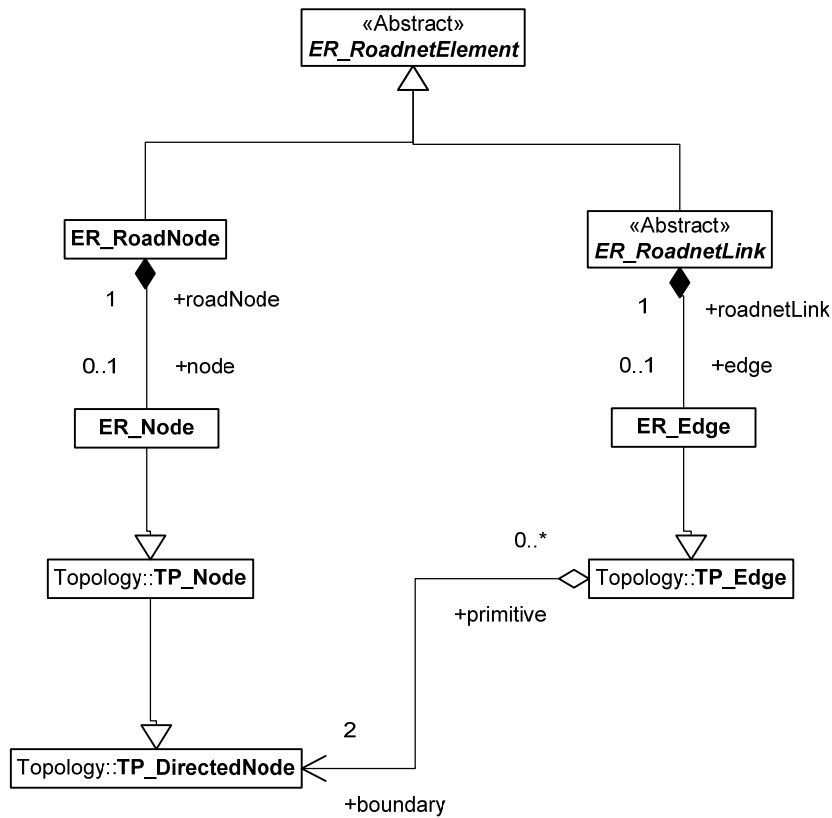 «Abstract»
ER_RoadnetElement
ER_RoadNode
«Abstract»
ER_RoadnetLink
1 +roadNode
1 +roadnetLink
0..1 +node
0..1 +edge
ER_Node
ER_Edge
0..*
Topology::TP_Node
Topology::TP_Edge
+primitive
2
Topology::TP_DirectedNode
+boundary